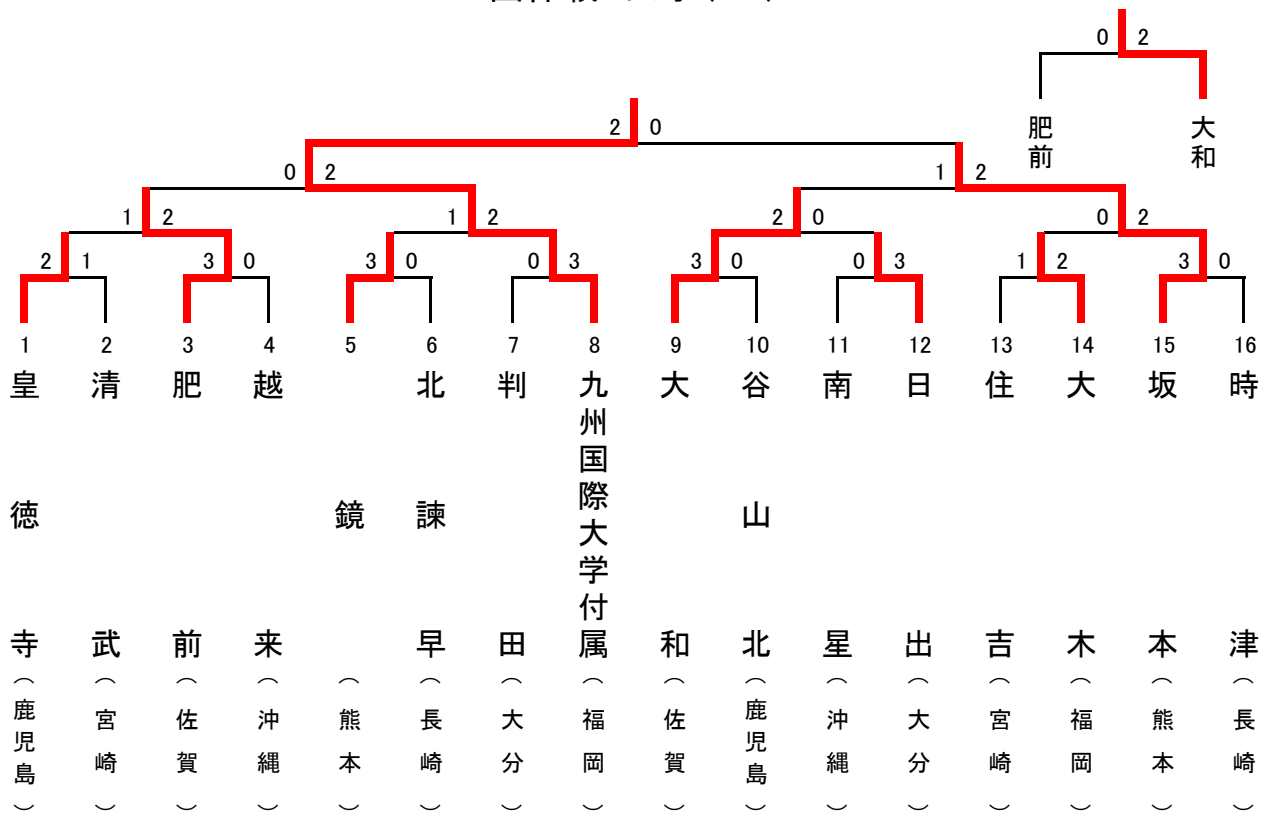 0 2
肥前
大和
2 0
0 2
1 2
1 2
1 2
2 0
0 2
2 1
3 0
3 0
0 3
3 0
0 3
1 2
3 0
1 2 3 4 5 6 7 8 9 10 11 12 13 14 15 16
皇徳寺（鹿児島）
清武（宮崎）
肥前（佐賀）
越来（沖縄）
鏡（熊本）
北諫早（長崎）
判田（大分）
九州国際大学付属（福岡）
大和（佐賀）
谷山北（鹿児島）
南星（沖縄）
日出（大分）
住吉（宮崎）
大木（福岡）
坂本（熊本）
時津（長崎）